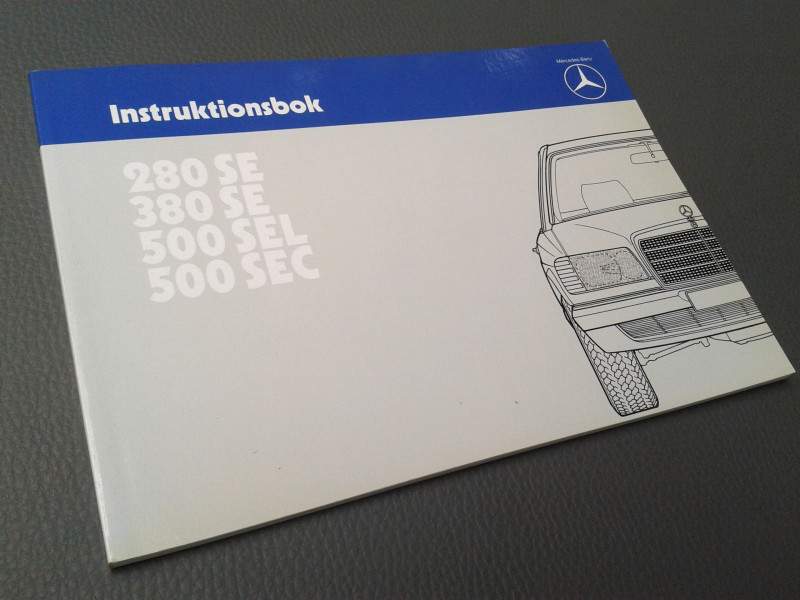 Mercedes-Benz
Instruktionsbok
280 SE
380 SE
500 SEL
500 SEC